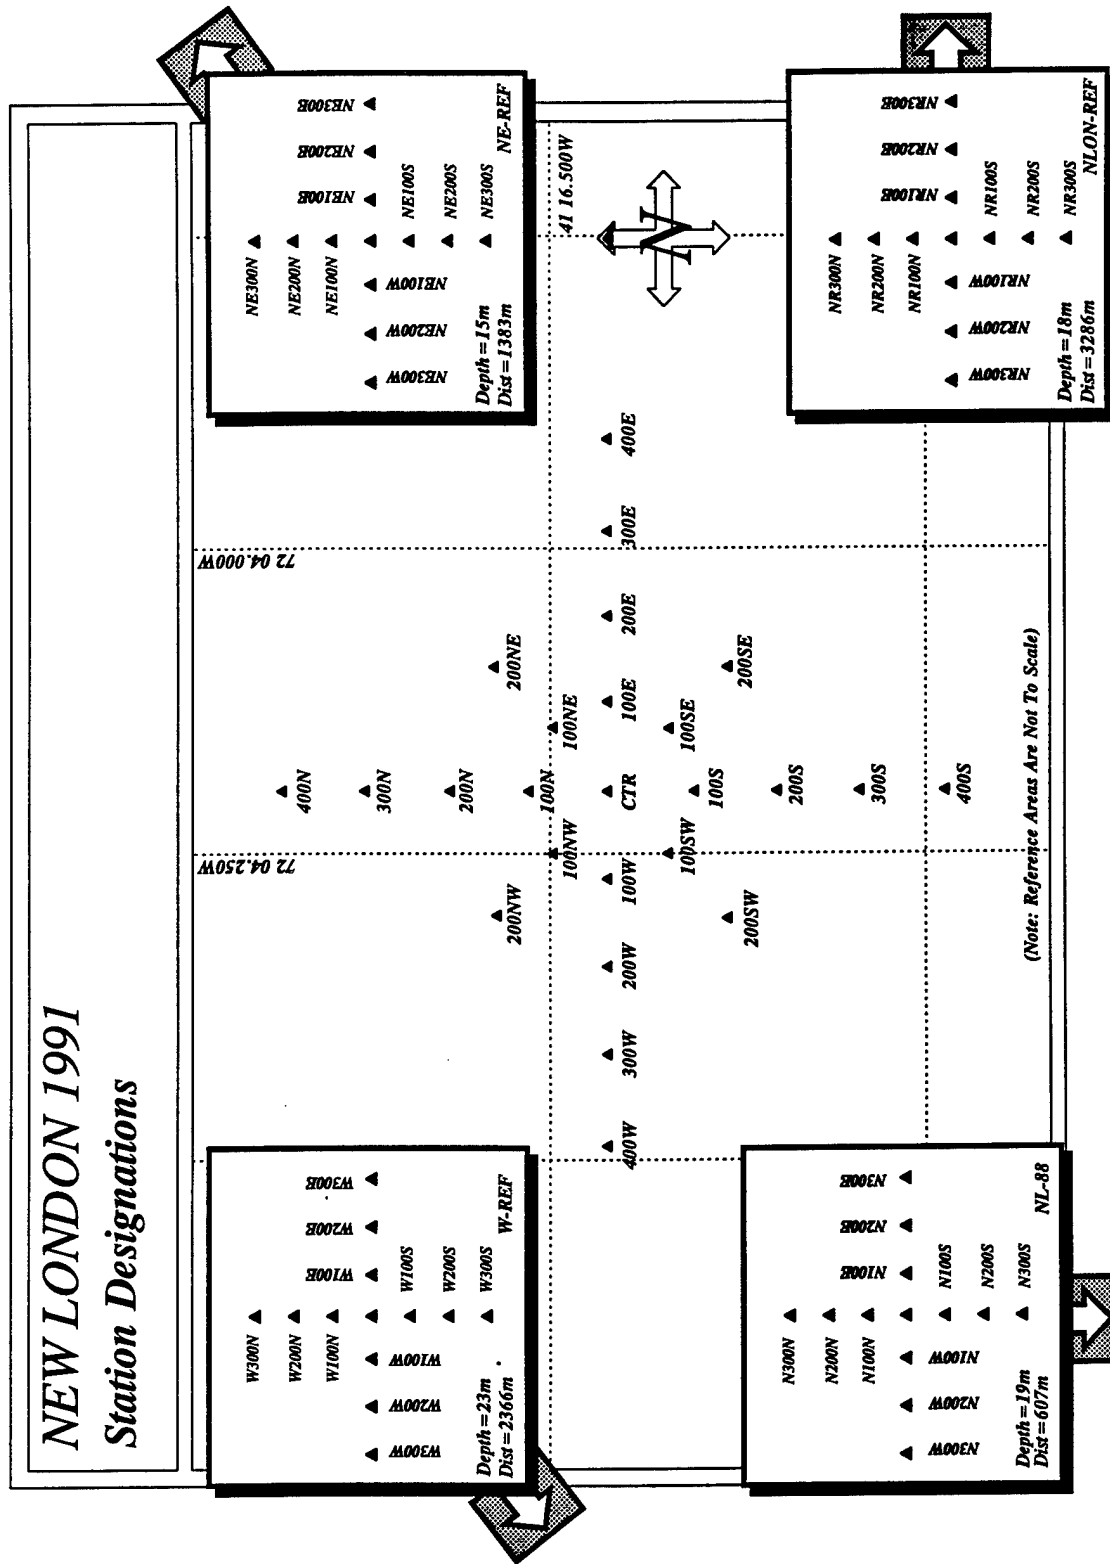 NEW LONDON 1991
Station Designations
W300N
W200N
W100N
W300W
W200W
W100W
W100E
W200E
W300E
W100S
W200S
W300S
Depth=23m
Dist=2366m
W-REF
NE300N
NE200N
NE100N
NE300W
NE200W
NE100W
NE100E
NE200E
NE300E
NE100S
NE200S
NE300S
Depth=15m
Dist=1383m
NE-REF
72 04.250W
72 04.000W
41 16.500W
N
400N
300N
200N
100N
200NW
200NE
100NW
100NE
400W
300W
200W
100W
CTR
100E
200E
300E
400E
100SW
100S
100SE
200SW
200S
200SE
300S
400S
N300N
N200N
N100N
N300W
N200W
N100W
N100E
N200E
N300E
N100S
N200S
N300S
Depth=19m
Dist=607m
NL-88
NR300N
NR200N
NR100N
NR300W
NR200W
NR100W
NR100E
NR200E
NR300E
NR100S
NR200S
NR300S
Depth=18m
Dist=3286m
NLON-REF
(Note: Reference Areas Are Not To Scale)